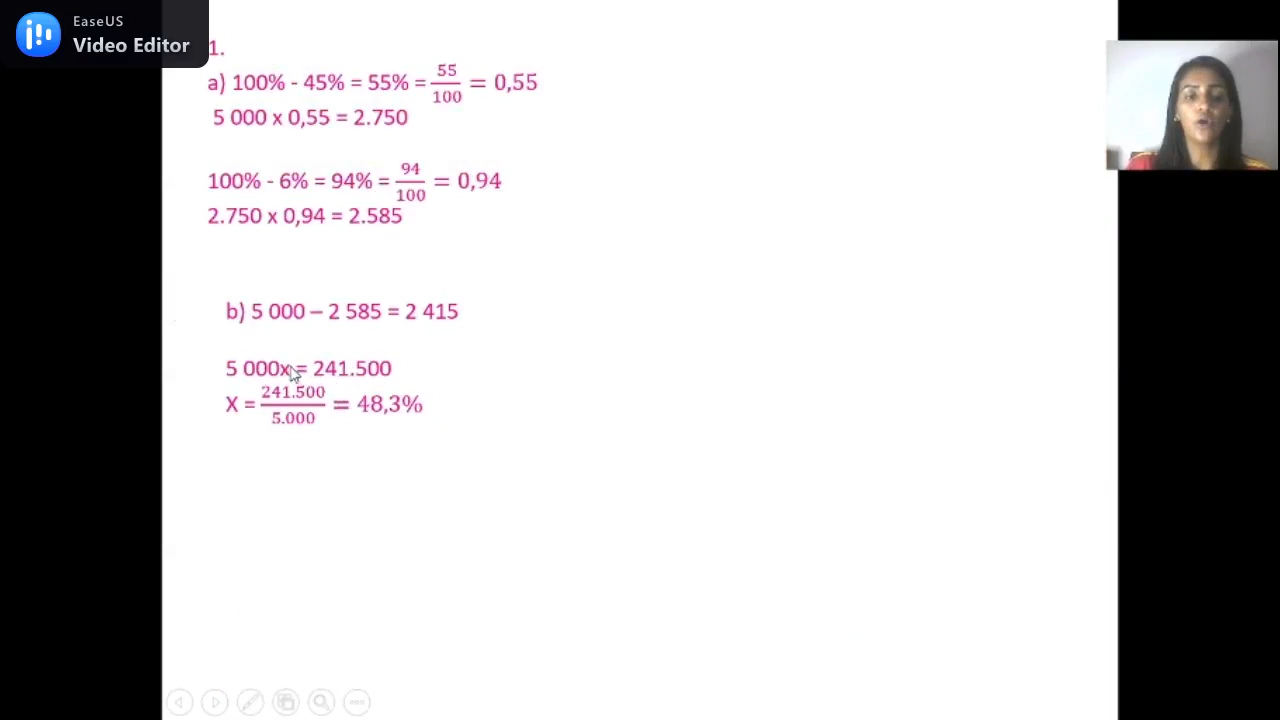 EaseUS
Video Editor
1.
a) 100% - 45% = 55% = 55/100 = 0,55
5 000 x 0,55 = 2.750
100% - 6% = 94% = 94/100 = 0,94
2.750 x 0,94 = 2.585
b) 5 000 – 2 585 = 2 415
5 000x = 241.500
X = 241.500/5.000 = 48,3%